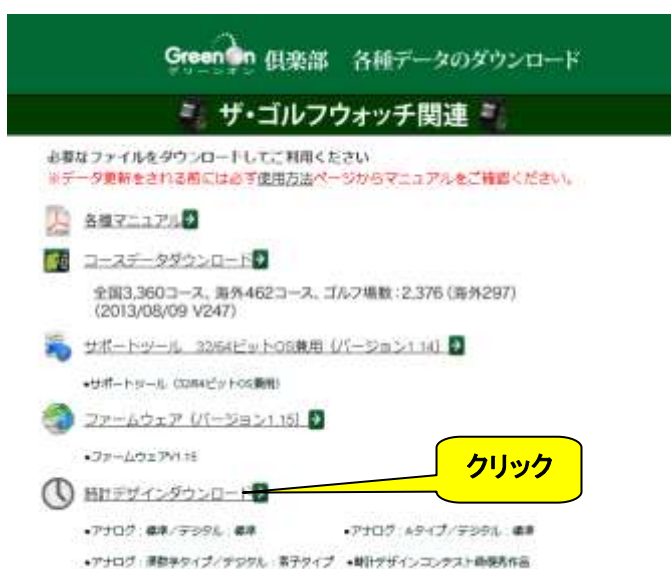 GreenOn 倶楽部 各種データのダウンロード
グリーンオン
ザ・ゴルフウォッチ関連
必要なファイルをダウンロードしてご利用ください
※データ更新をされる前には必ず使用方法ページからマニュアルをご確認ください。
各種マニュアル
コースデータダウンロード
全国3,360コース、海外462コース、ゴルフ場数:2,376 (海外297)
(2013/08/09 V247)
サポートツール 32/64ビットOS兼用 (バージョン1.14)
•サポートツール (32/64ビットOS兼用)
ファームウェア (バージョン1.15)
•ファームウェアV1.15
クリック
時計デザインダウンロード
•アナログ:標準/デジタル:標準 •アナログ:Aタイプ/デジタル:標準
•アナログ:漢数字タイプ/デジタル:漢字タイプ •時計デザインコンテスト最優秀作品